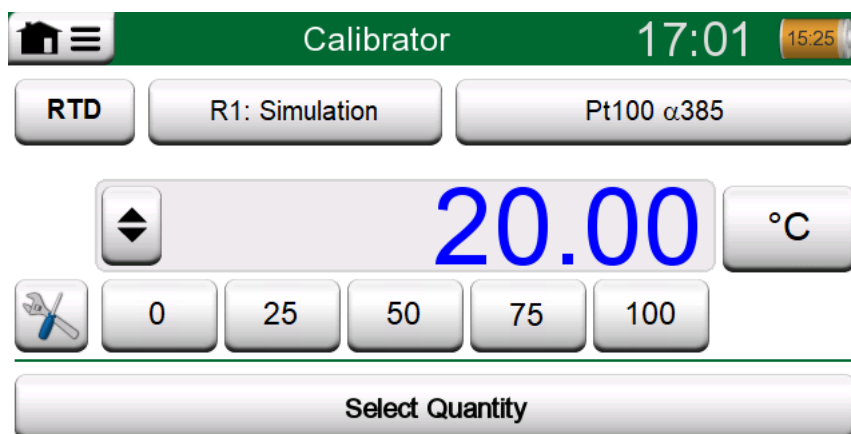 Calibrator 17:01 15:25
RTD R1: Simulation Pt100 α385
20.00 °C
0 25 50 75 100
Select Quantity